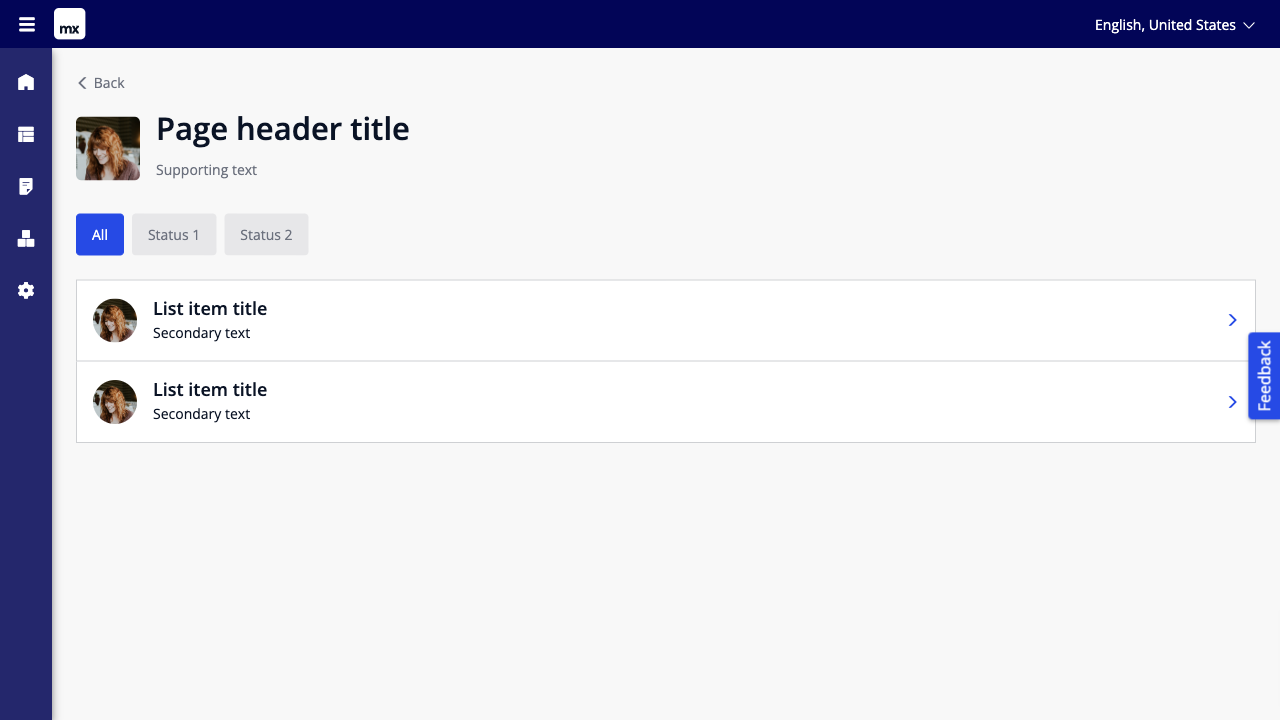 mx
English, United States
Back
Page header title
Supporting text
All
Status 1
Status 2
List item title
Secondary text
List item title
Secondary text
Feedback